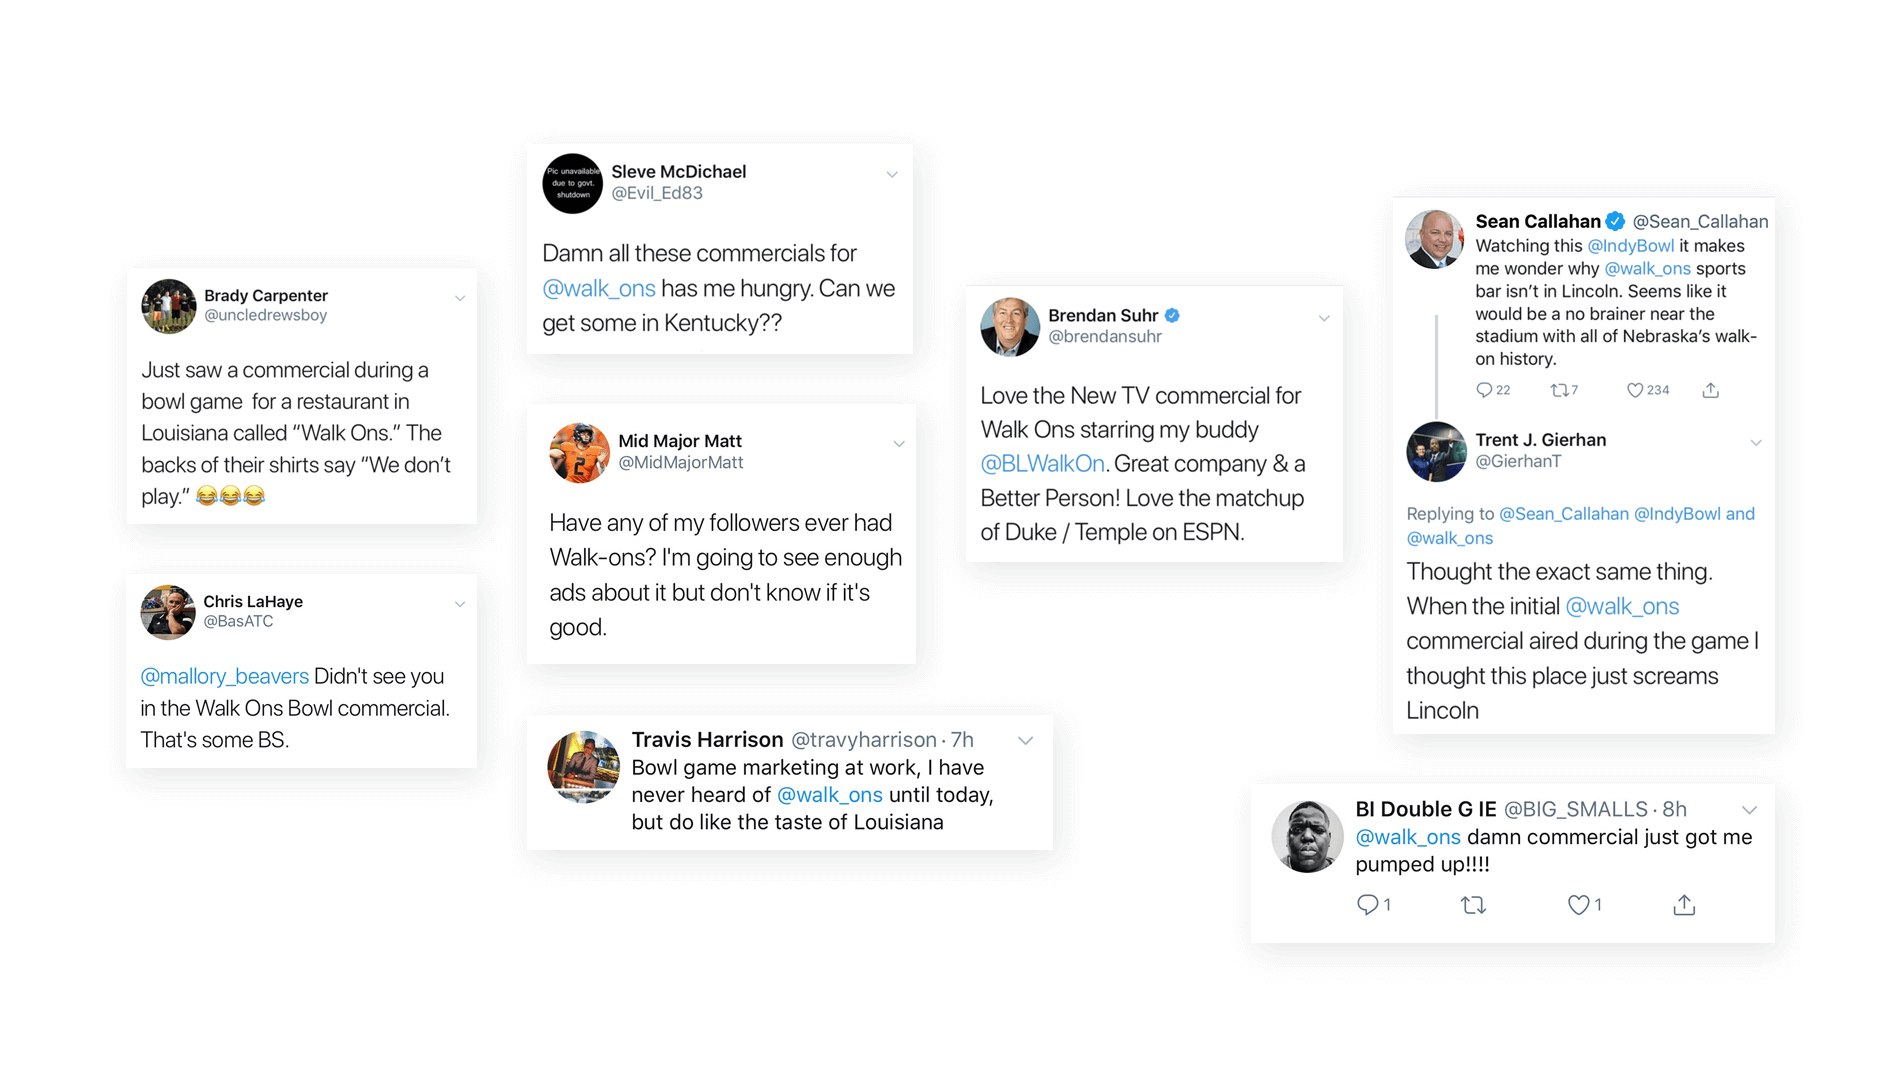 Brady Carpenter
@uncledrewsboy
Just saw a commercial during a
bowl game for a restaurant in
Louisiana called “Walk Ons.” The
backs of their shirts say “We don’t
play.” 😂😂😂
Chris LaHaye
@BasATC
@mallory_beavers Didn't see you
in the Walk Ons Bowl commercial.
That's some BS.
Pic unavailable
due to govt.
shutdown
Sleve McDichael
@Evil_Ed83
Damn all these commercials for
@walk_ons has me hungry. Can we
get some in Kentucky??
Mid Major Matt
@MidMajorMatt
Have any of my followers ever had
Walk-ons? I'm going to see enough
ads about it but don't know if it's
good.
Travis Harrison @travyharrison · 7h
Bowl game marketing at work, I have
never heard of @walk_ons until today,
but do like the taste of Louisiana
Brendan Suhr
@brendansuhr
Love the New TV commercial for
Walk Ons starring my buddy
@BLWalkOn. Great company & a
Better Person! Love the matchup
of Duke / Temple on ESPN.
Sean Callahan @Sean_Callahan
Watching this @IndyBowl it makes
me wonder why @walk_ons sports
bar isn’t in Lincoln. Seems like it
would be a no brainer near the
stadium with all of Nebraska’s walk-
on history.
22 7 234
Trent J. Gierhan
@GierhanT
Replying to @Sean_Callahan @IndyBowl and
@walk_ons
Thought the exact same thing.
When the initial @walk_ons
commercial aired during the game I
thought this place just screams
Lincoln
BI Double G IE @BIG_SMALLS · 8h
@walk_ons damn commercial just got me
pumped up!!!!
1 1